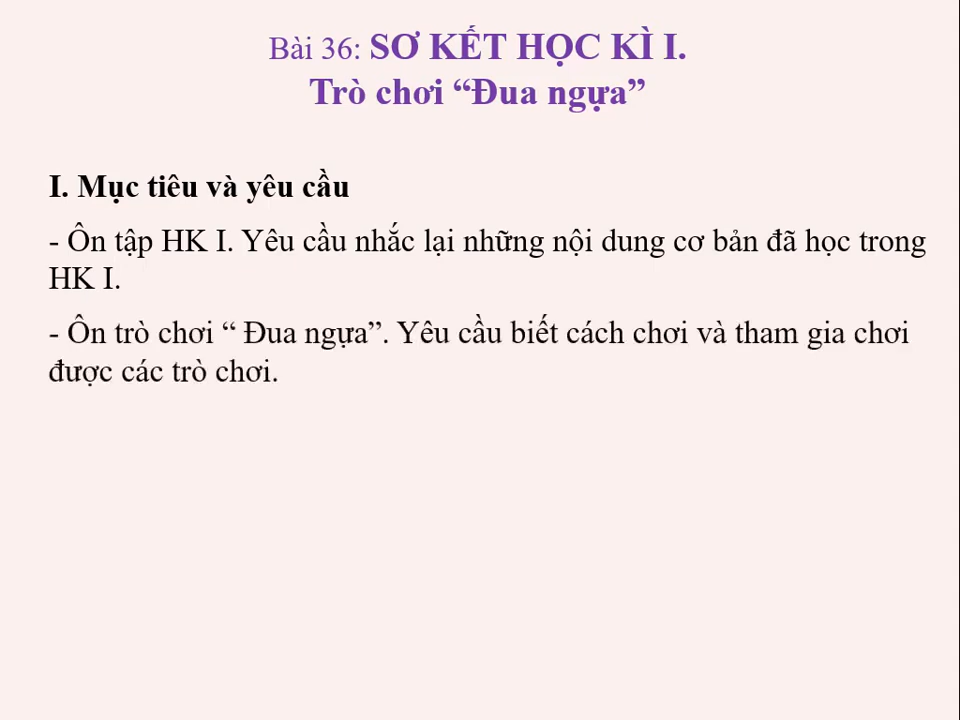 Bài 36: SƠ KẾT HỌC KÌ I.
Trò chơi “Đua ngựa”
I. Mục tiêu và yêu cầu
- Ôn tập HK I. Yêu cầu nhắc lại những nội dung cơ bản đã học trong
HK I.
- Ôn trò chơi “ Đua ngựa”. Yêu cầu biết cách chơi và tham gia chơi
được các trò chơi.